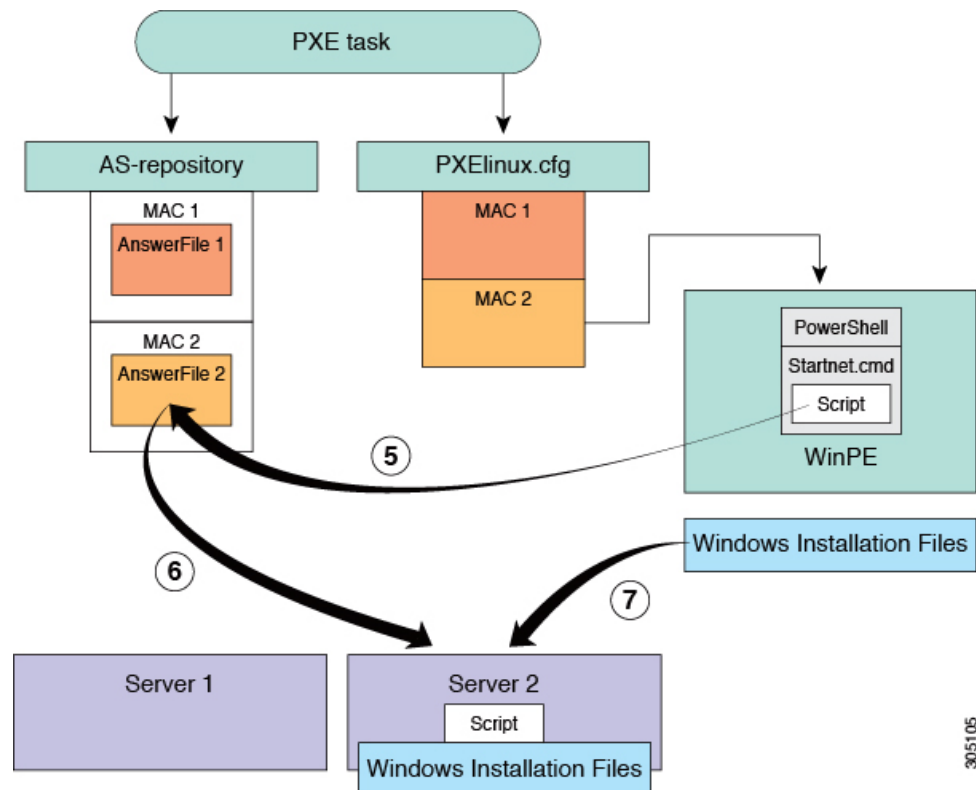 PXE task
AS-repository
PXElinux.cfg
MAC 1
AnswerFile 1
MAC 1
MAC 2
AnswerFile 2
MAC 2
PowerShell
Startnet.cmd
Script
WinPE
5
Windows Installation Files
6
7
Server 1
Server 2
Script
Windows Installation Files
305105